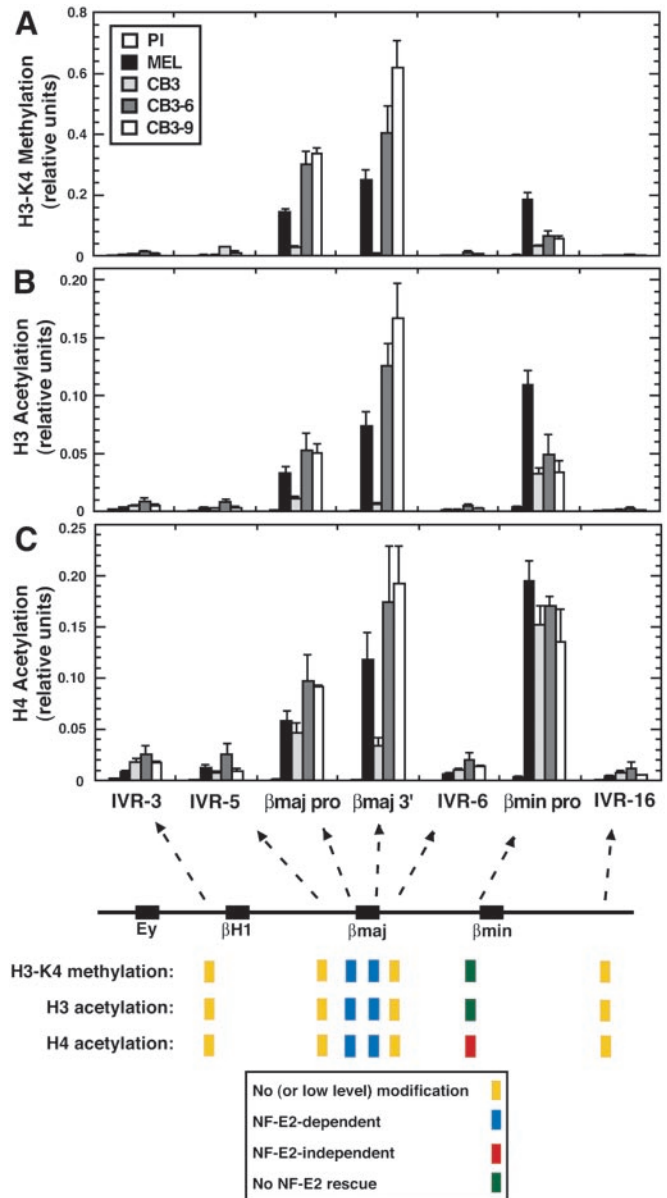 A
PI
MEL
CB3
CB3-6
CB3-9
H3-K4 Methylation
(relative units)
0.8
0.6
0.4
0.2
0
B
H3 Acetylation
(relative units)
0.20
0.15
0.10
0.05
0
C
H4 Acetylation
(relative units)
0.25
0.20
0.15
0.10
0.05
0
IVR-3 IVR-5 βmaj pro βmaj 3' IVR-6 βmin pro IVR-16
Ey βH1 βmaj βmin
H3-K4 methylation:
H3 acetylation:
H4 acetylation:
No (or low level) modification
NF-E2-dependent
NF-E2-independent
No NF-E2 rescue